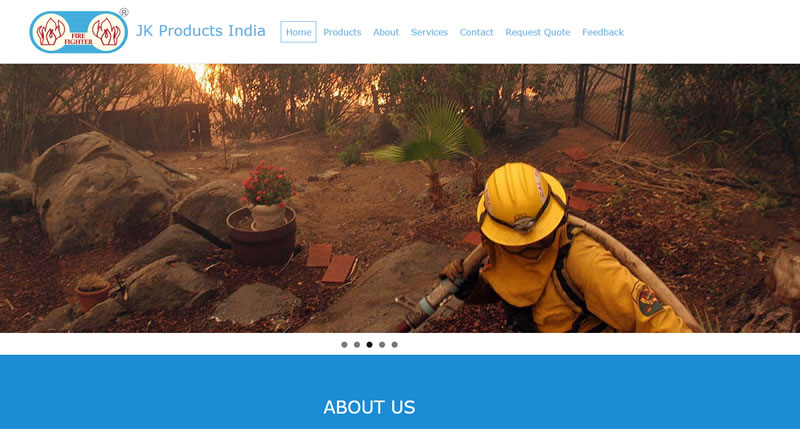 FIRE
FIGHTER
®
JK Products India
Home Products About Services Contact Request Quote Feedback
ABOUT US